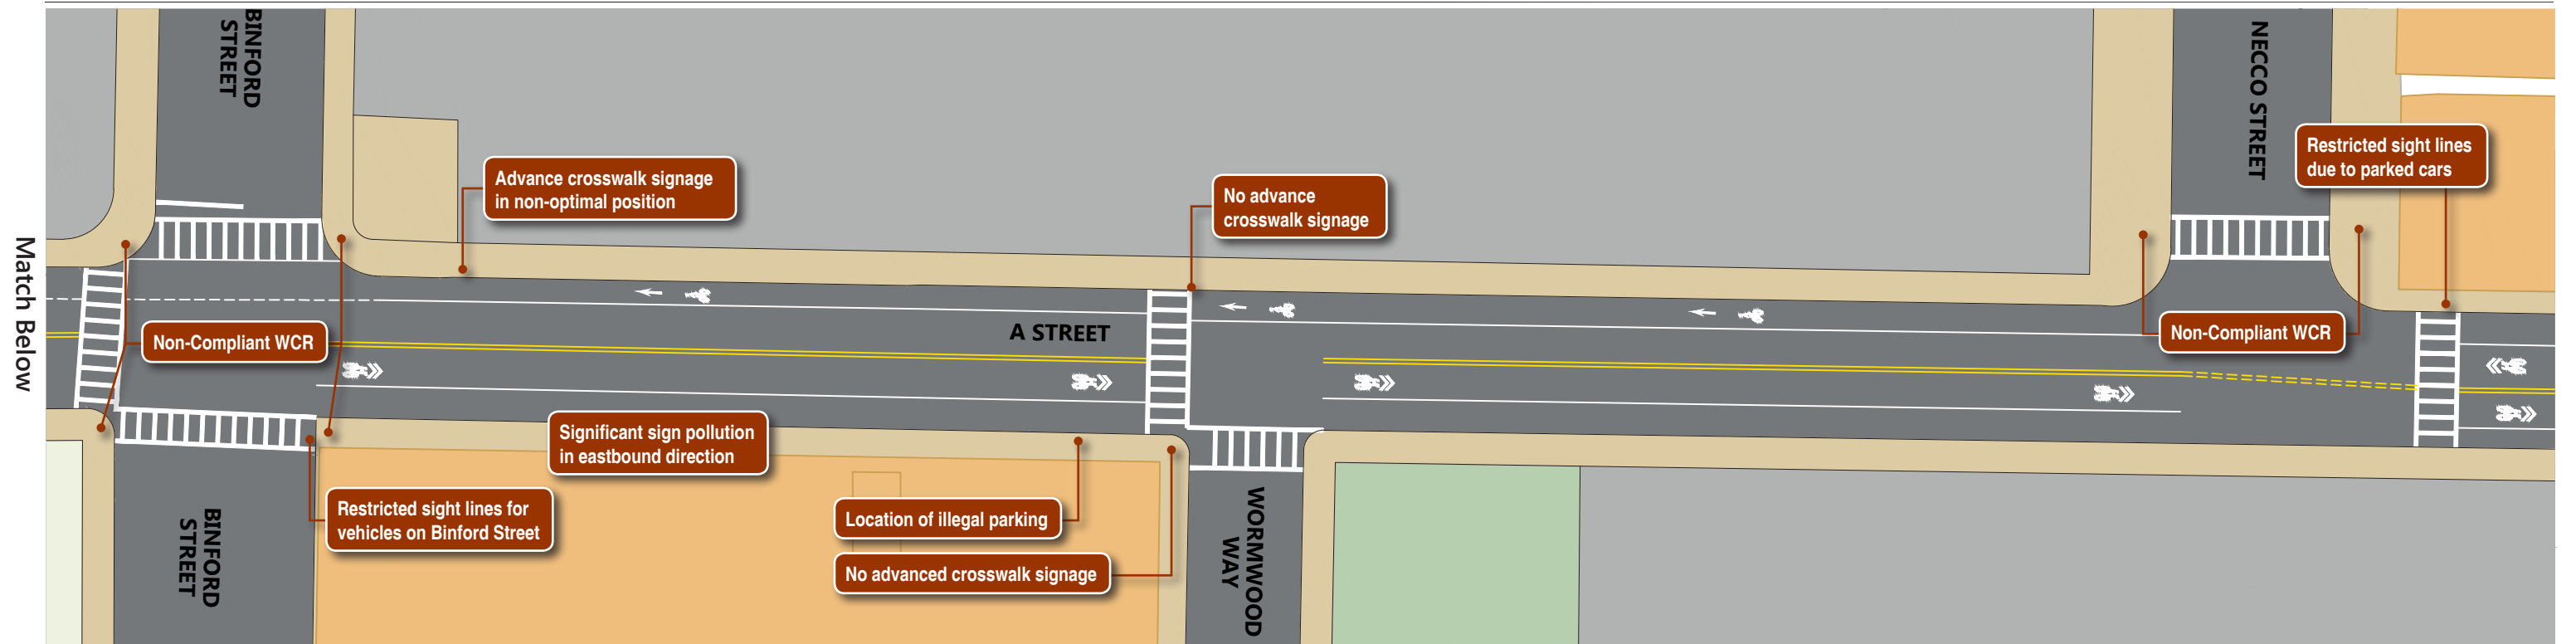 BINFORD
STREET
NECCO STREET
Restricted sight lines
due to parked cars
Advance crosswalk signage
in non-optimal position
No advance
crosswalk signage
Match Below
Non-Compliant WCR
A STREET
Non-Compliant WCR
Significant sign pollution
in eastbound direction
Restricted sight lines for
vehicles on Binford Street
Location of illegal parking
No advanced crosswalk signage
BINFORD
STREET
WORMWOOD
WAY